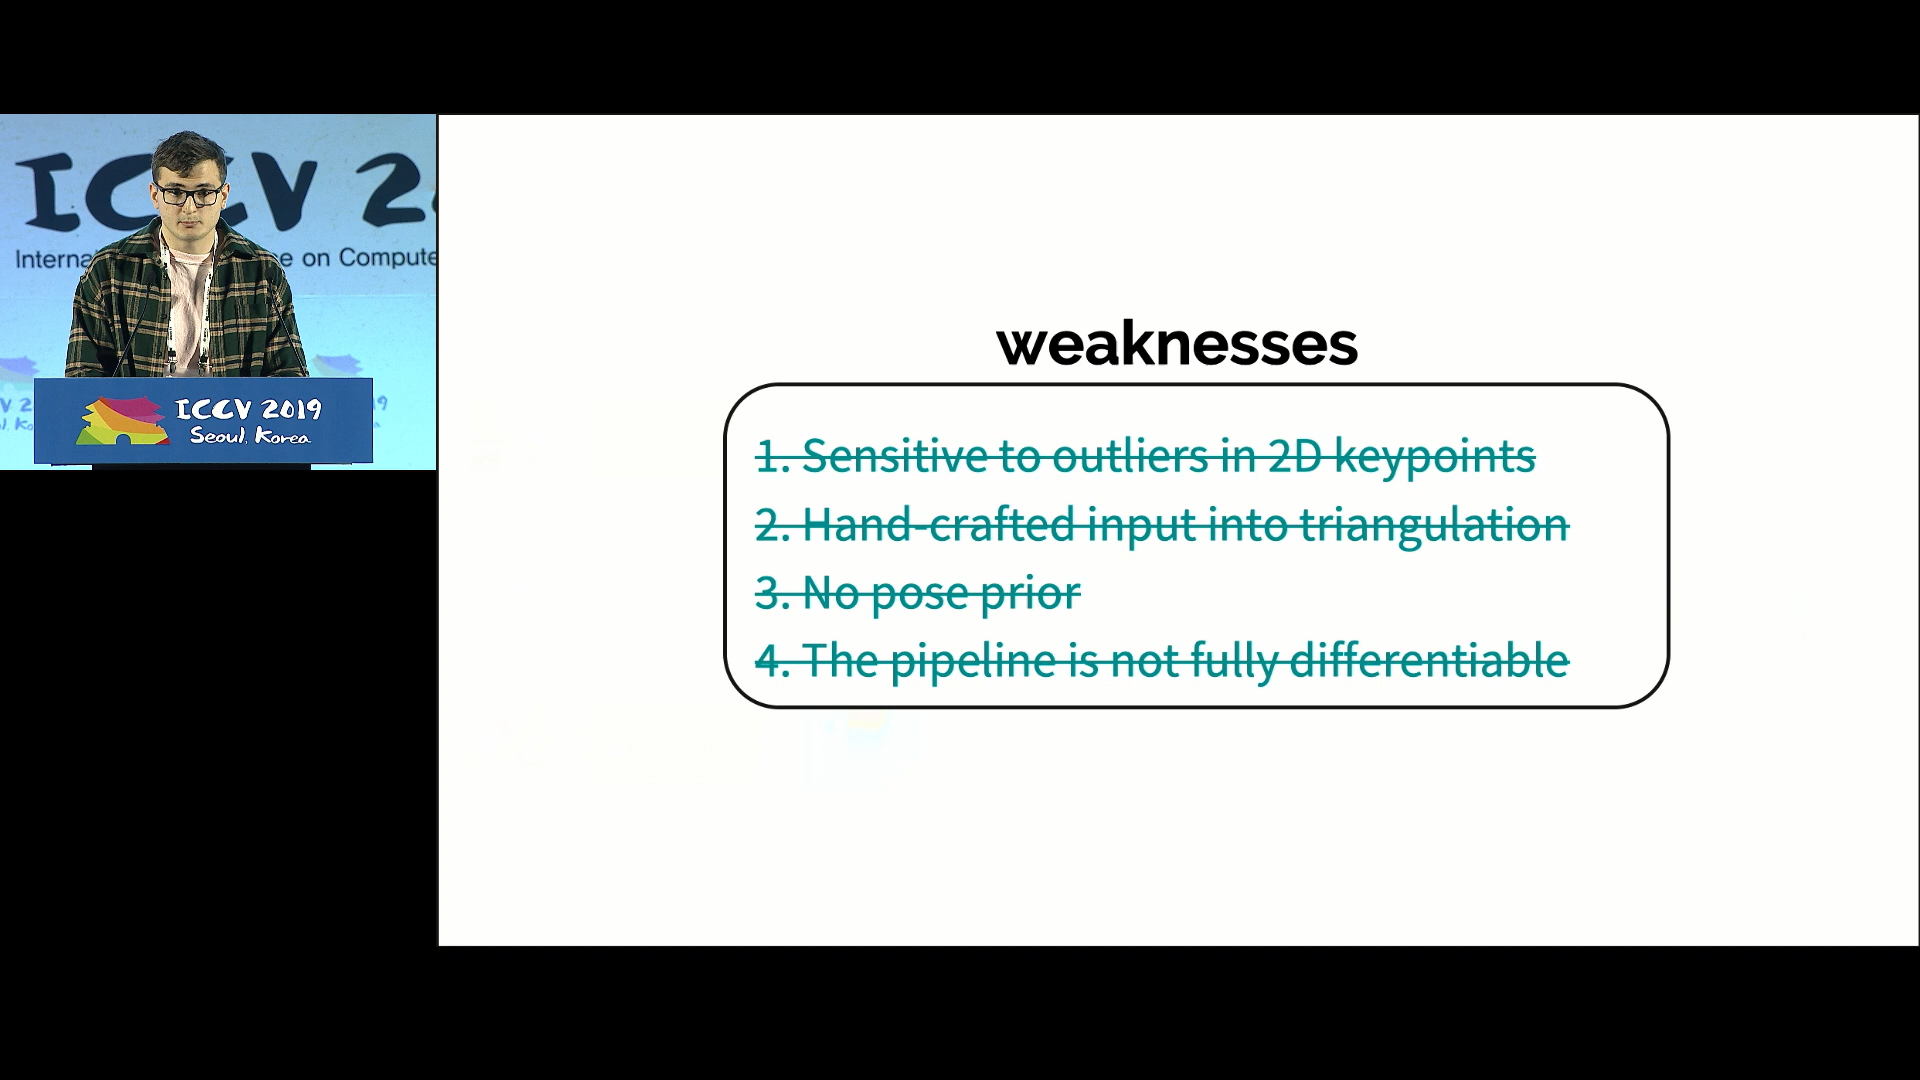 ICCV 2
Interna
e on Compute
ICCV 2019
Seoul, Korea
weaknesses
1. Sensitive to outliers in 2D keypoints
2. Hand-crafted input into triangulation
3. No pose prior
4. The pipeline is not fully differentiable